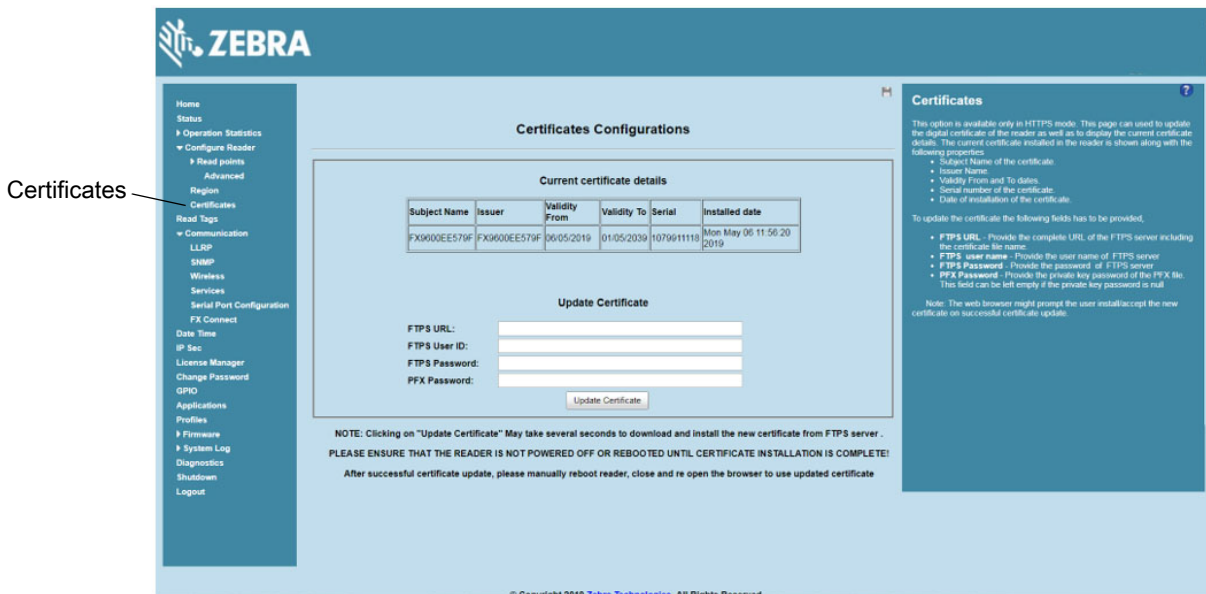 ZEBRA
Certificates
Home
Status
Operation Statistics
Configure Reader
Read points
Advanced
Region
Certificates
Read Tags
Communication
LLRP
SNMP
Wireless
Services
Serial Port Configuration
FX Connect
Date Time
IP Sec
License Manager
Change Password
GPIO
Applications
Profiles
Firmware
System Log
Diagnostics
Shutdown
Logout
Certificates Configurations
Current certificate details
Subject Name Issuer Validity From Validity To Serial Installed date
FX9600EE579F FX9600EE579F 06/05/2019 01/05/2039 1079911118 Mon May 06 11:56:20 2019
Update Certificate
FTPS URL:
FTPS User ID:
FTPS Password:
PFX Password:
Update Certificate
NOTE: Clicking on "Update Certificate" May take several seconds to download and install the new certificate from FTPS server .
PLEASE ENSURE THAT THE READER IS NOT POWERED OFF OR REBOOTED UNTIL CERTIFICATE INSTALLATION IS COMPLETE!
After successful certificate update, please manually reboot reader, close and re open the browser to use updated certificate
?
Certificates
This option is available only in HTTPS mode. This page can used to update
the digital certificate of the reader as well as to display the current certificate
details. The current certificate installed in the reader is shown along with the
following properties
• Subject Name of the certificate.
• Issuer Name.
• Validity From and To dates.
• Serial number of the certificate.
• Date of installation of the certificate.
To update the certificate the following fields has to be provided,
• FTPS URL - Provide the complete URL of the FTPS server including
the certificate file name.
• FTPS user name - Provide the user name of FTPS server
• FTPS Password - Provide the password of FTPS server
• PFX Password - Provide the private key password of the PFX file.
This field can be left empty if the private key password is null
Note: The web browser might prompt the user install/accept the new
certificate on successful certificate update.
Zebra Technologies. All Rights Reserved